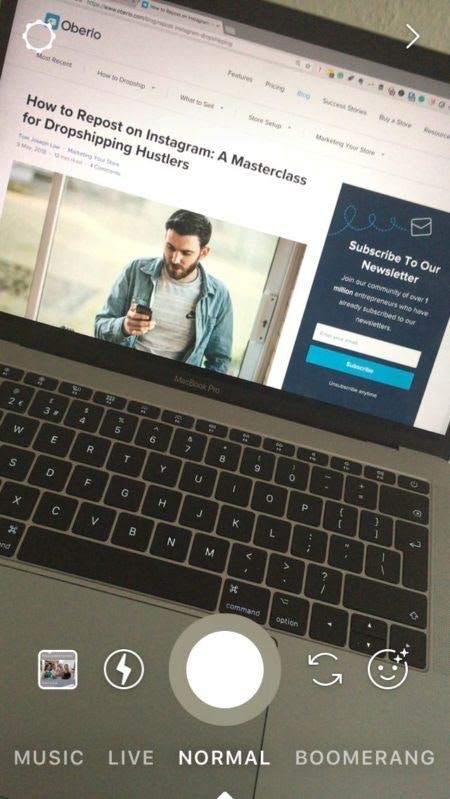 https://www.oberlo.com/blog/repost-instagram-dropshipping
How to Repost on Instagram
Oberlo
Features
Pricing
Blog
Success Stories
Buy a Store
Resources
Most Recent
How to Dropship
What to Sell
Store Setup
Marketing Your Store
How to Repost on Instagram: A Masterclass
for Dropshipping Hustlers
Tom Joseph Law
Marketing Your Store
9 May, 2018
12 min read
4 Comments
Subscribe To Our
Newsletter
Join our community of over 1
million entrepreneurs who have
already subscribed to our
newsletters.
Enter your email
Subscribe
Unsubscribe anytime
MacBook Pro
2 3 4 5 6 7 8 9 0
€ # $ % ^ & * ( ) _ - + =
W E R T Y U I O P { [ } ]
S D F G H J K L : ; " ' | \
X C V B N M < , > . ? /
⌘ ⌘ command ⌥ option
MUSIC LIVE NORMAL BOOMERANG